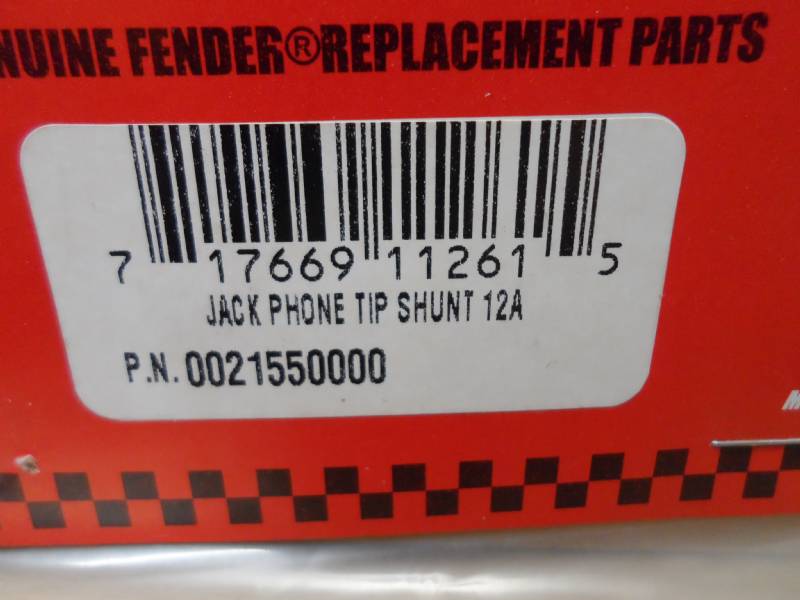 NUINE FENDER®REPLACEMENT PARTS
7 17669 11261 5
JACK PHONE TIP SHUNT 12A
P.N. 0021550000